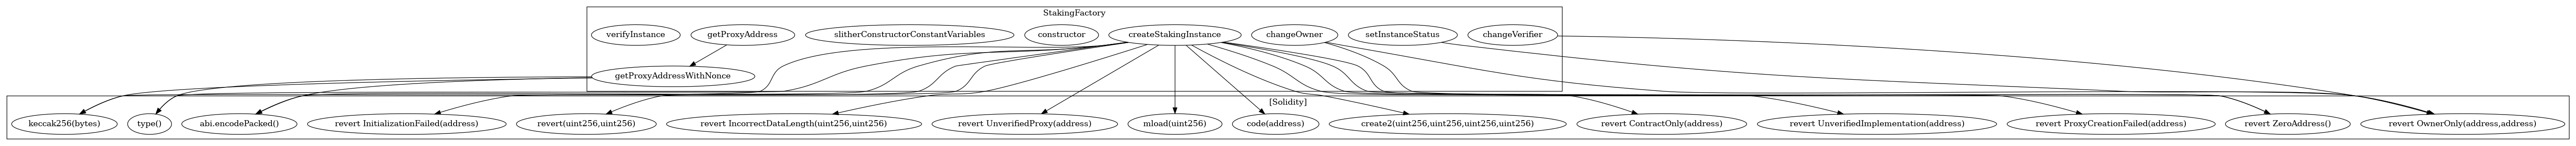 StakingFactory
verifyInstance
getProxyAddress
slitherConstructorConstantVariables
constructor
createStakingInstance
changeOwner
setInstanceStatus
changeVerifier
getProxyAddressWithNonce
[Solidity]
keccak256(bytes)
type()
abi.encodePacked()
revert InitializationFailed(address)
revert(uint256,uint256)
revert IncorrectDataLength(uint256,uint256)
revert UnverifiedProxy(address)
mload(uint256)
code(address)
create2(uint256,uint256,uint256,uint256)
revert ContractOnly(address)
revert UnverifiedImplementation(address)
revert ProxyCreationFailed(address)
revert ZeroAddress()
revert OwnerOnly(address,address)